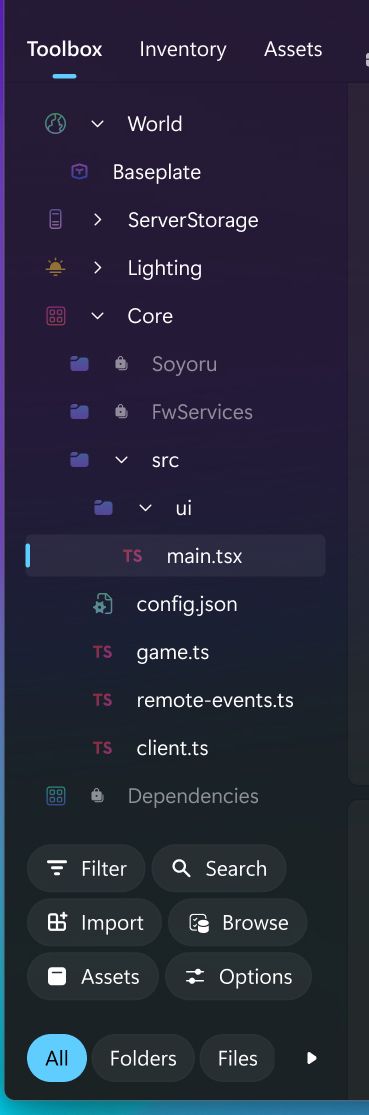 Toolbox Inventory Assets
World
Baseplate
ServerStorage
Lighting
Core
Soyoru
FwServices
src
ui
TS main.tsx
config.json
TS game.ts
TS remote-events.ts
TS client.ts
Dependencies
Filter Search
Import Browse
Assets Options
All Folders Files